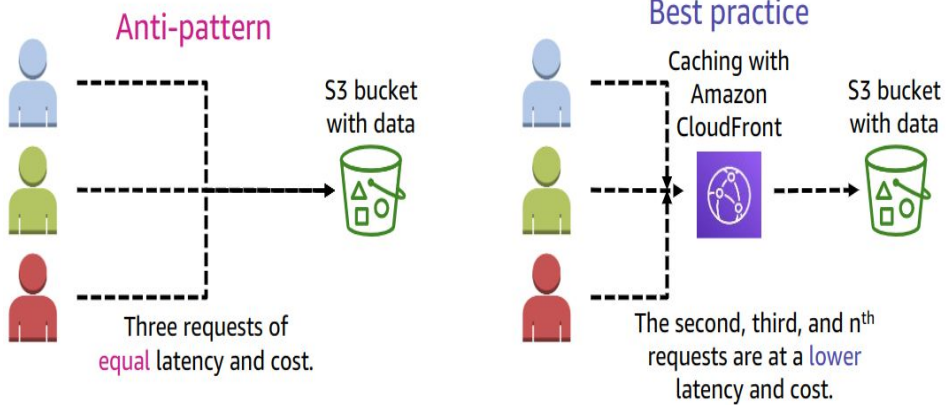 Anti-pattern
S3 bucket
with data
Three requests of
equal latency and cost.
Best practice
Caching with
Amazon
CloudFront
S3 bucket
with data
The second, third, and nth
requests are at a lower
latency and cost.